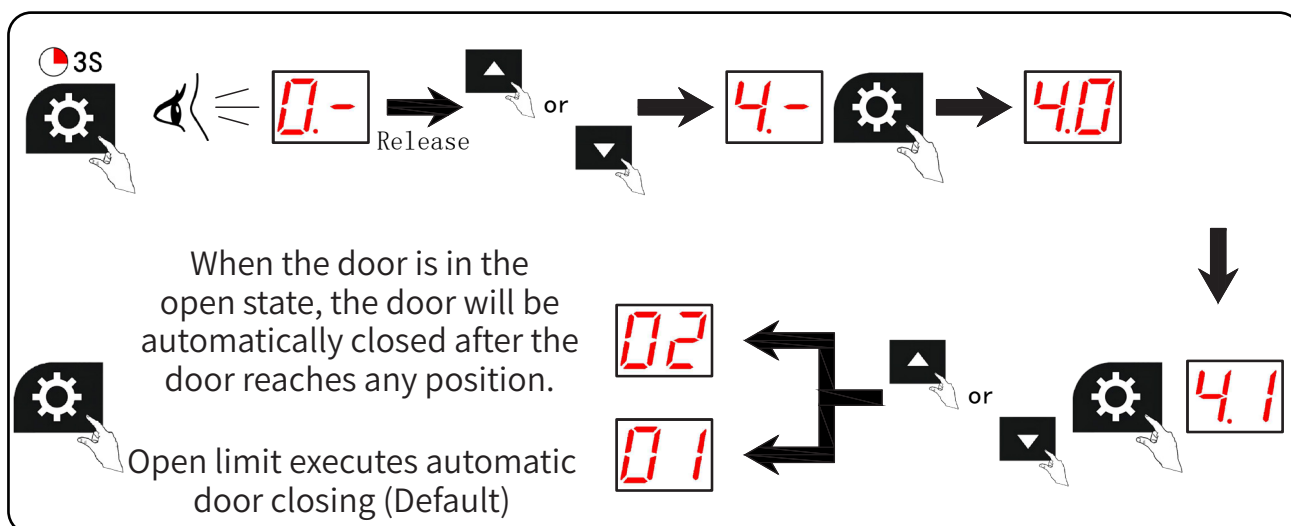 3S
0.-
Release
or
4.-
4.0
When the door is in the
open state, the door will be
automatically closed after the
door reaches any position.
02
or
4.1
01
Open limit executes automatic
door closing (Default)